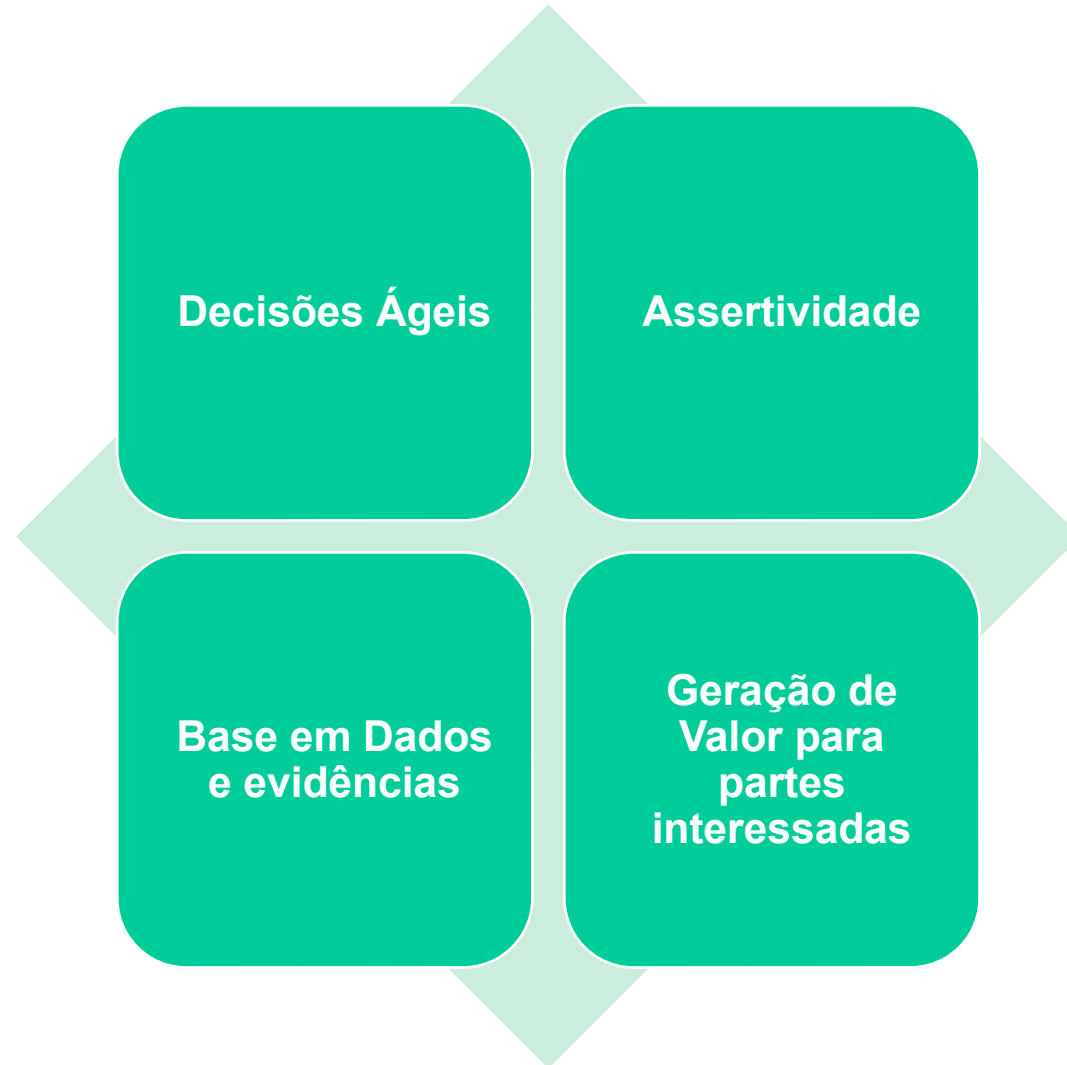 Decisões Ágeis
Assertividade
Base em Dados
e evidências
Geração de
Valor para
partes
interessadas